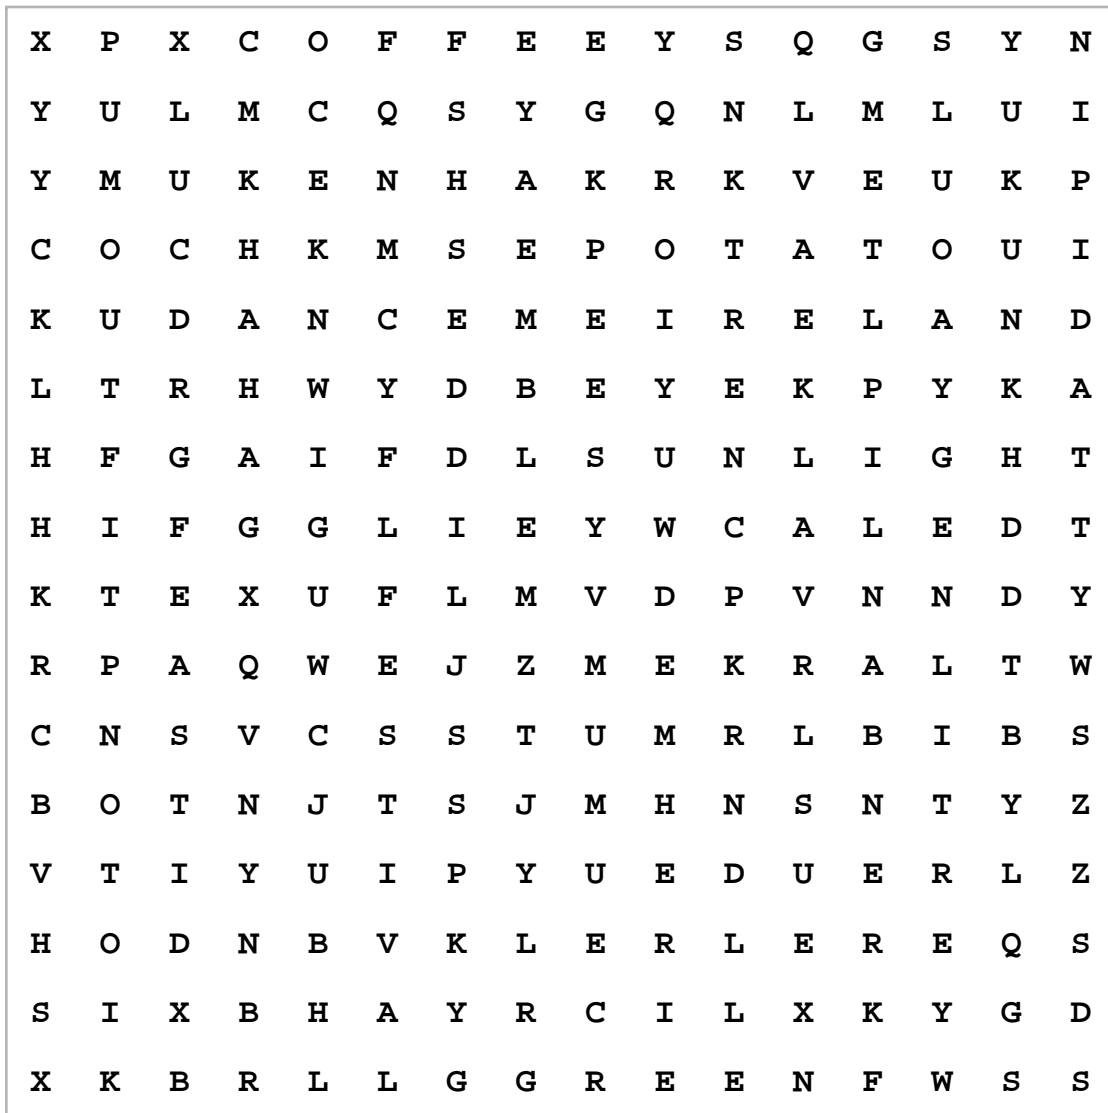 X P X C O F F E E Y S Q G S Y N
Y U L M C Q S Y G Q N L M L U I
Y M U K E N H A K R K V E U K P
C O C H K M S E P O T A T O U I
K U D A N C E M E I R E L A N D
L T R H W Y D B E Y E K P Y K A
H F G A I F D L S U N L I G H T
H I F G G L I E Y W C A L E D T
K T E X U F L M V D P V N N D Y
R P A Q W E J Z M E K R A L T W
C N S V C S S T U M R L B I B S
B O T N J T S J M H N S N T Y Z
V T I Y U I P Y U E D U E R L Z
H O D N B V K L E R L E R E Q S
S I X B H A Y R C I L X K Y G D
X K B R L L G G R E E N F W S S